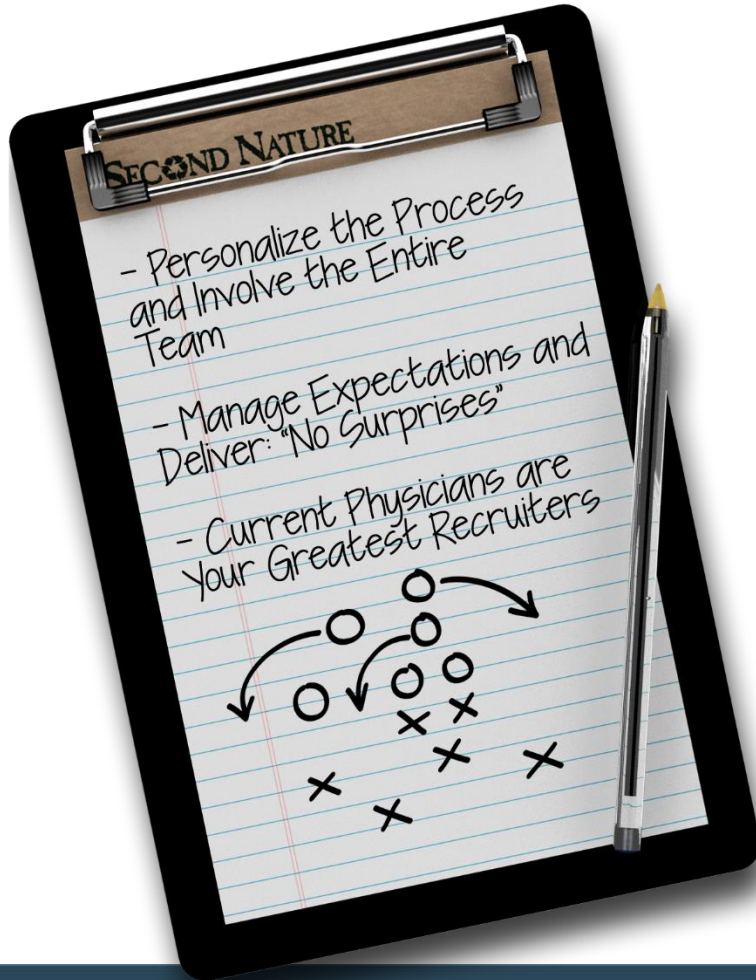 SECOND NATURE
- Personalize the Process
and Involve the Entire
Team
- Manage Expectations and
Deliver: "No Surprises"
- Current Physicians are
Your Greatest Recruiters